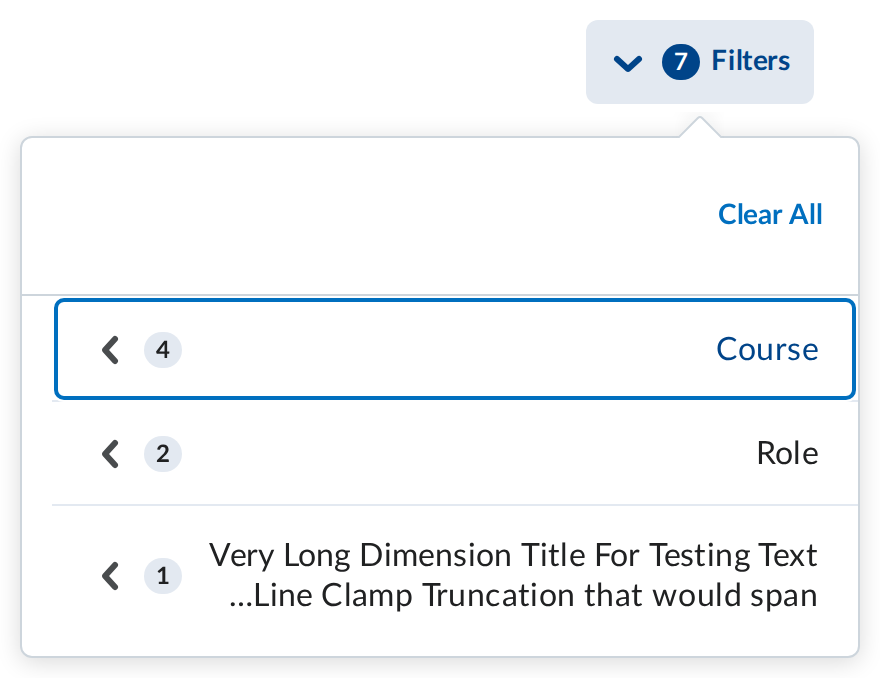 7 Filters
Clear All
4 Course
2 Role
1 Very Long Dimension Title For Testing Text
...Line Clamp Truncation that would span